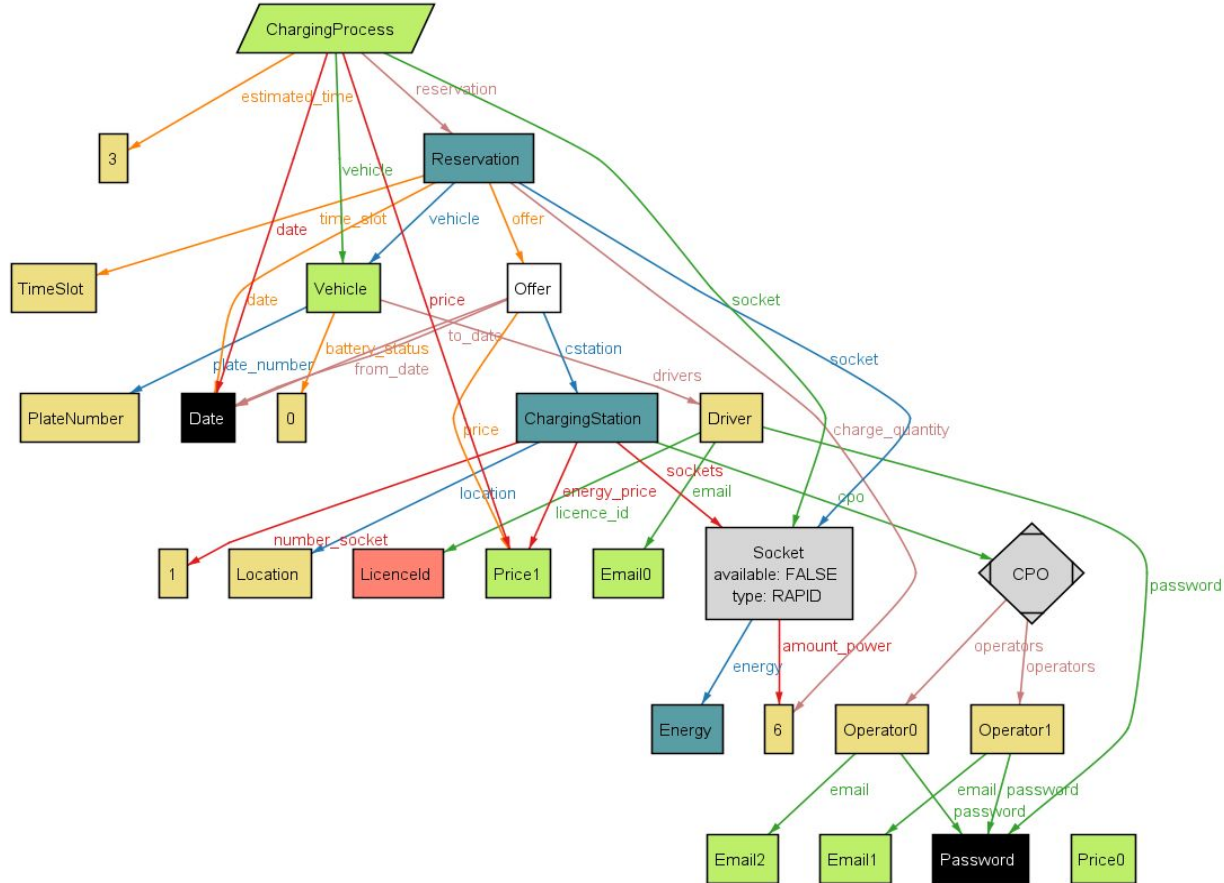 ChargingProcess
estimated_time
reservation
3
Reservation
vehicle
date
time_slot
vehicle
offer
TimeSlot
Vehicle
Offer
date
price
socket
to_date
socket
plate_number
battery_status
from_date
cstation
drivers
PlateNumber
Date
0
ChargingStation
Driver
price
charge_quantity
sockets
location
energy_price
email
cpo
licence_id
number_socket
1
Location
LicenceId
Price1
Email0
Socket
available: FALSE
type: RAPID
CPO
password
amount_power
operators
energy
operators
Energy
6
Operator0
Operator1
email
email
password
password
Email2
Email1
Password
Price0